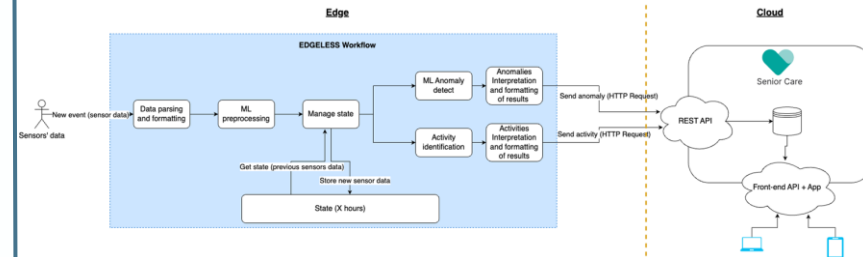 Edge
Cloud
EDGELESS Workflow
Senior Care
Sensors' data
New event (sensor data)
Data parsing
and formatting
ML
preprocessing
Manage state
ML Anomaly
detect
Anomalies
Interpretation
and formatting
of results
Send anomaly (HTTP Request)
Activity
identification
Activities
Interpretation
and formatting
of results
Send activity (HTTP Request)
REST API
Get state (previous sensors data)
Store new sensor data
State (X hours)
Front-end API + App